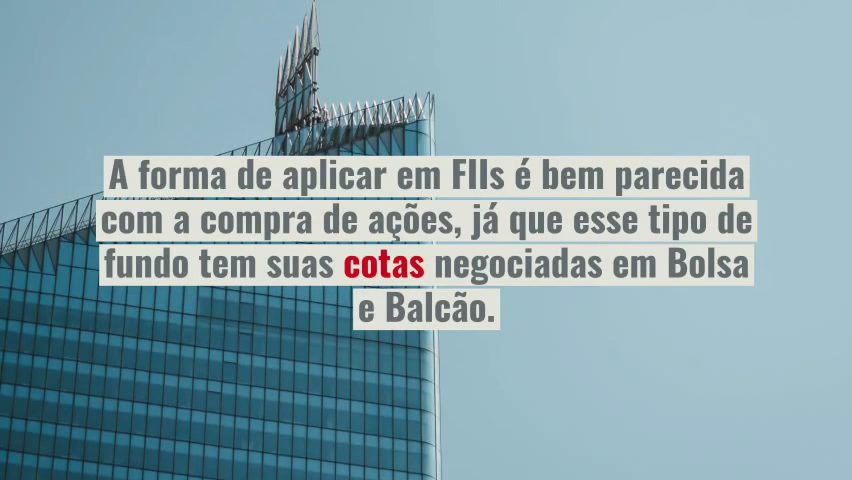 A forma de aplicar em FIIs é bem parecida
com a compra de ações, já que esse tipo de
fundo tem suas cotas negociadas em Bolsa
e Balcão.